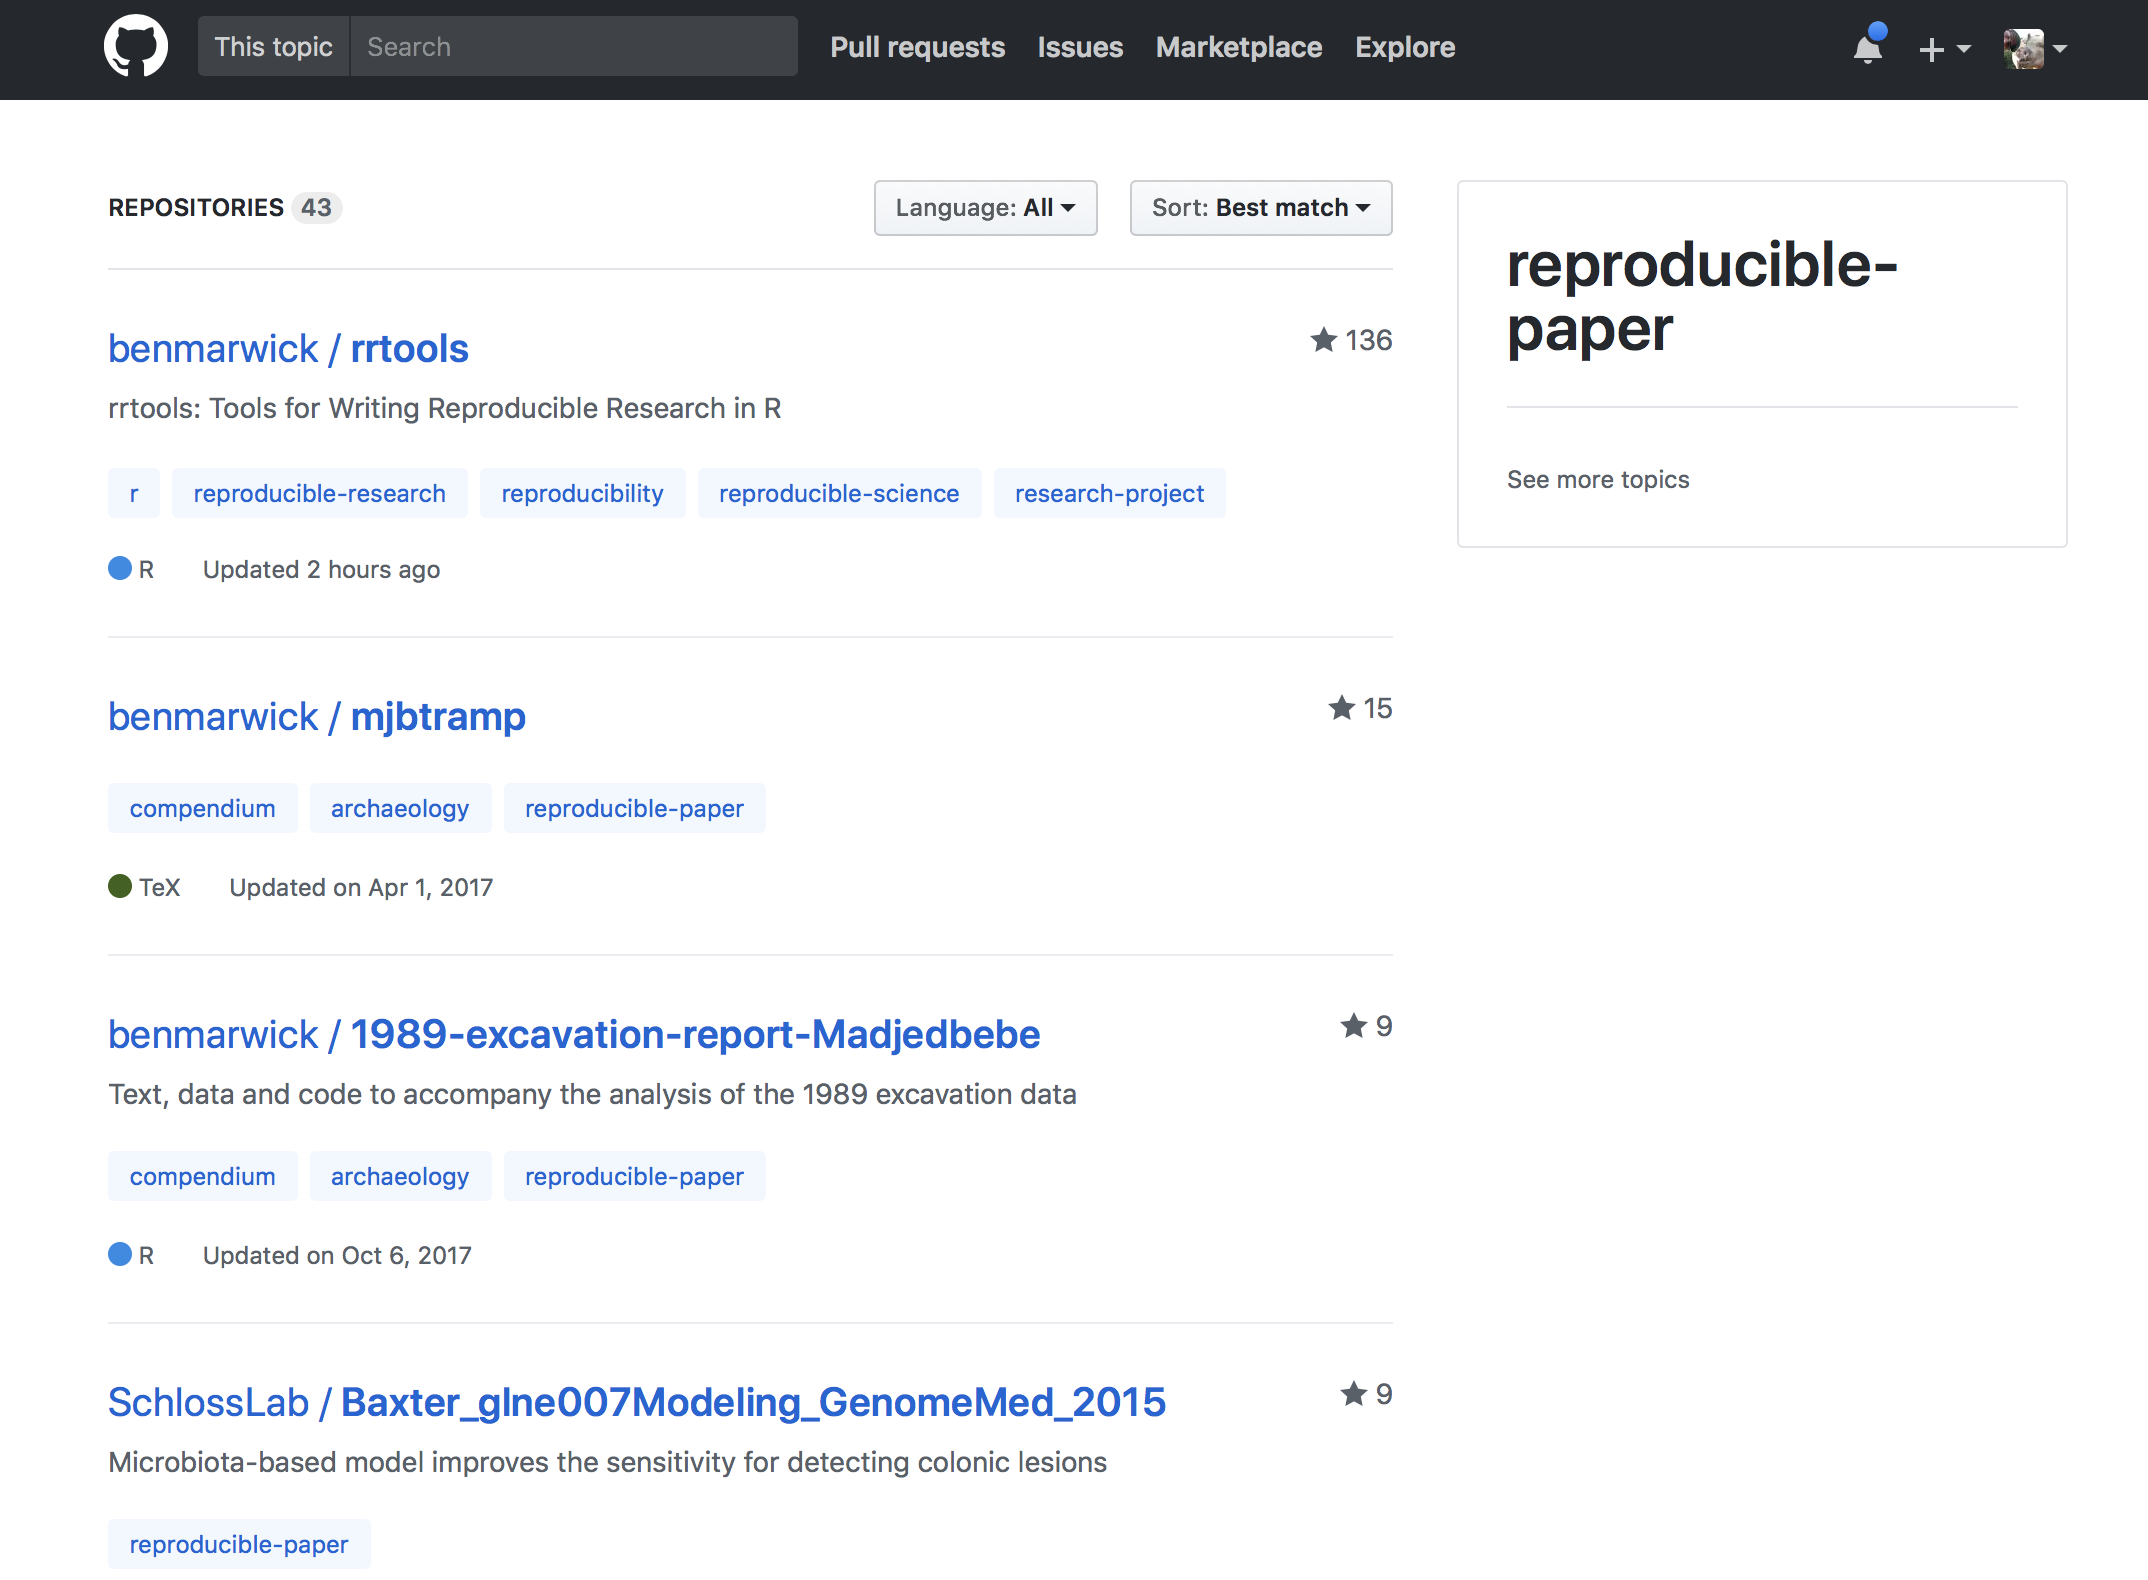 This topic Search Pull requests Issues Marketplace Explore
REPOSITORIES 43 Language: All Sort: Best match
reproducible-
paper
See more topics
benmarwick / rrtools 136
rrtools: Tools for Writing Reproducible Research in R
r reproducible-research reproducibility reproducible-science research-project
R Updated 2 hours ago
benmarwick / mjbtramp 15
compendium archaeology reproducible-paper
TeX Updated on Apr 1, 2017
benmarwick / 1989-excavation-report-Madjedbebe 9
Text, data and code to accompany the analysis of the 1989 excavation data
compendium archaeology reproducible-paper
R Updated on Oct 6, 2017
SchlossLab / Baxter_glne007Modeling_GenomeMed_2015 9
Microbiota-based model improves the sensitivity for detecting colonic lesions
reproducible-paper